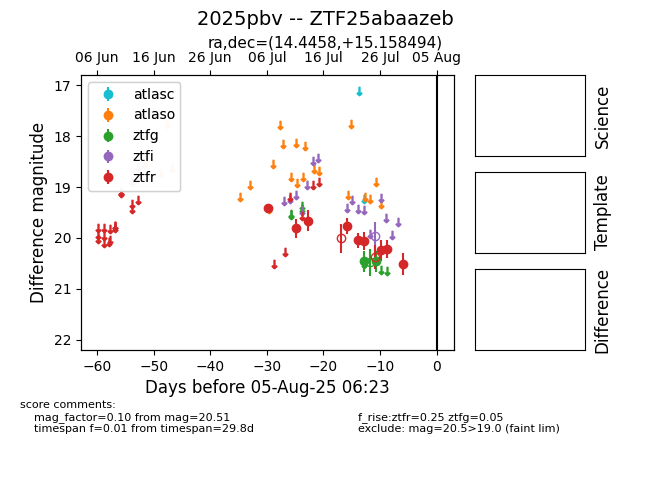 2025pbv -- ZTF25abaazeb
ra,dec=(14.4458,+15.158494)
06 Jun 16 Jun 26 Jun 06 Jul 16 Jul 26 Jul 05 Aug
atlasc
atlaso
ztfg
ztfi
ztfr
17
18
19
20
21
22
Difference magnitude
−60 −50 −40 −30 −20 −10 0
Days before 05-Aug-25 06:23
Science
Template
Difference
score comments:
mag_factor=0.10 from mag=20.51
timespan f=0.01 from timespan=29.8d
f_rise:ztfr=0.25 ztfg=0.05
exclude: mag=20.5>19.0 (faint lim)